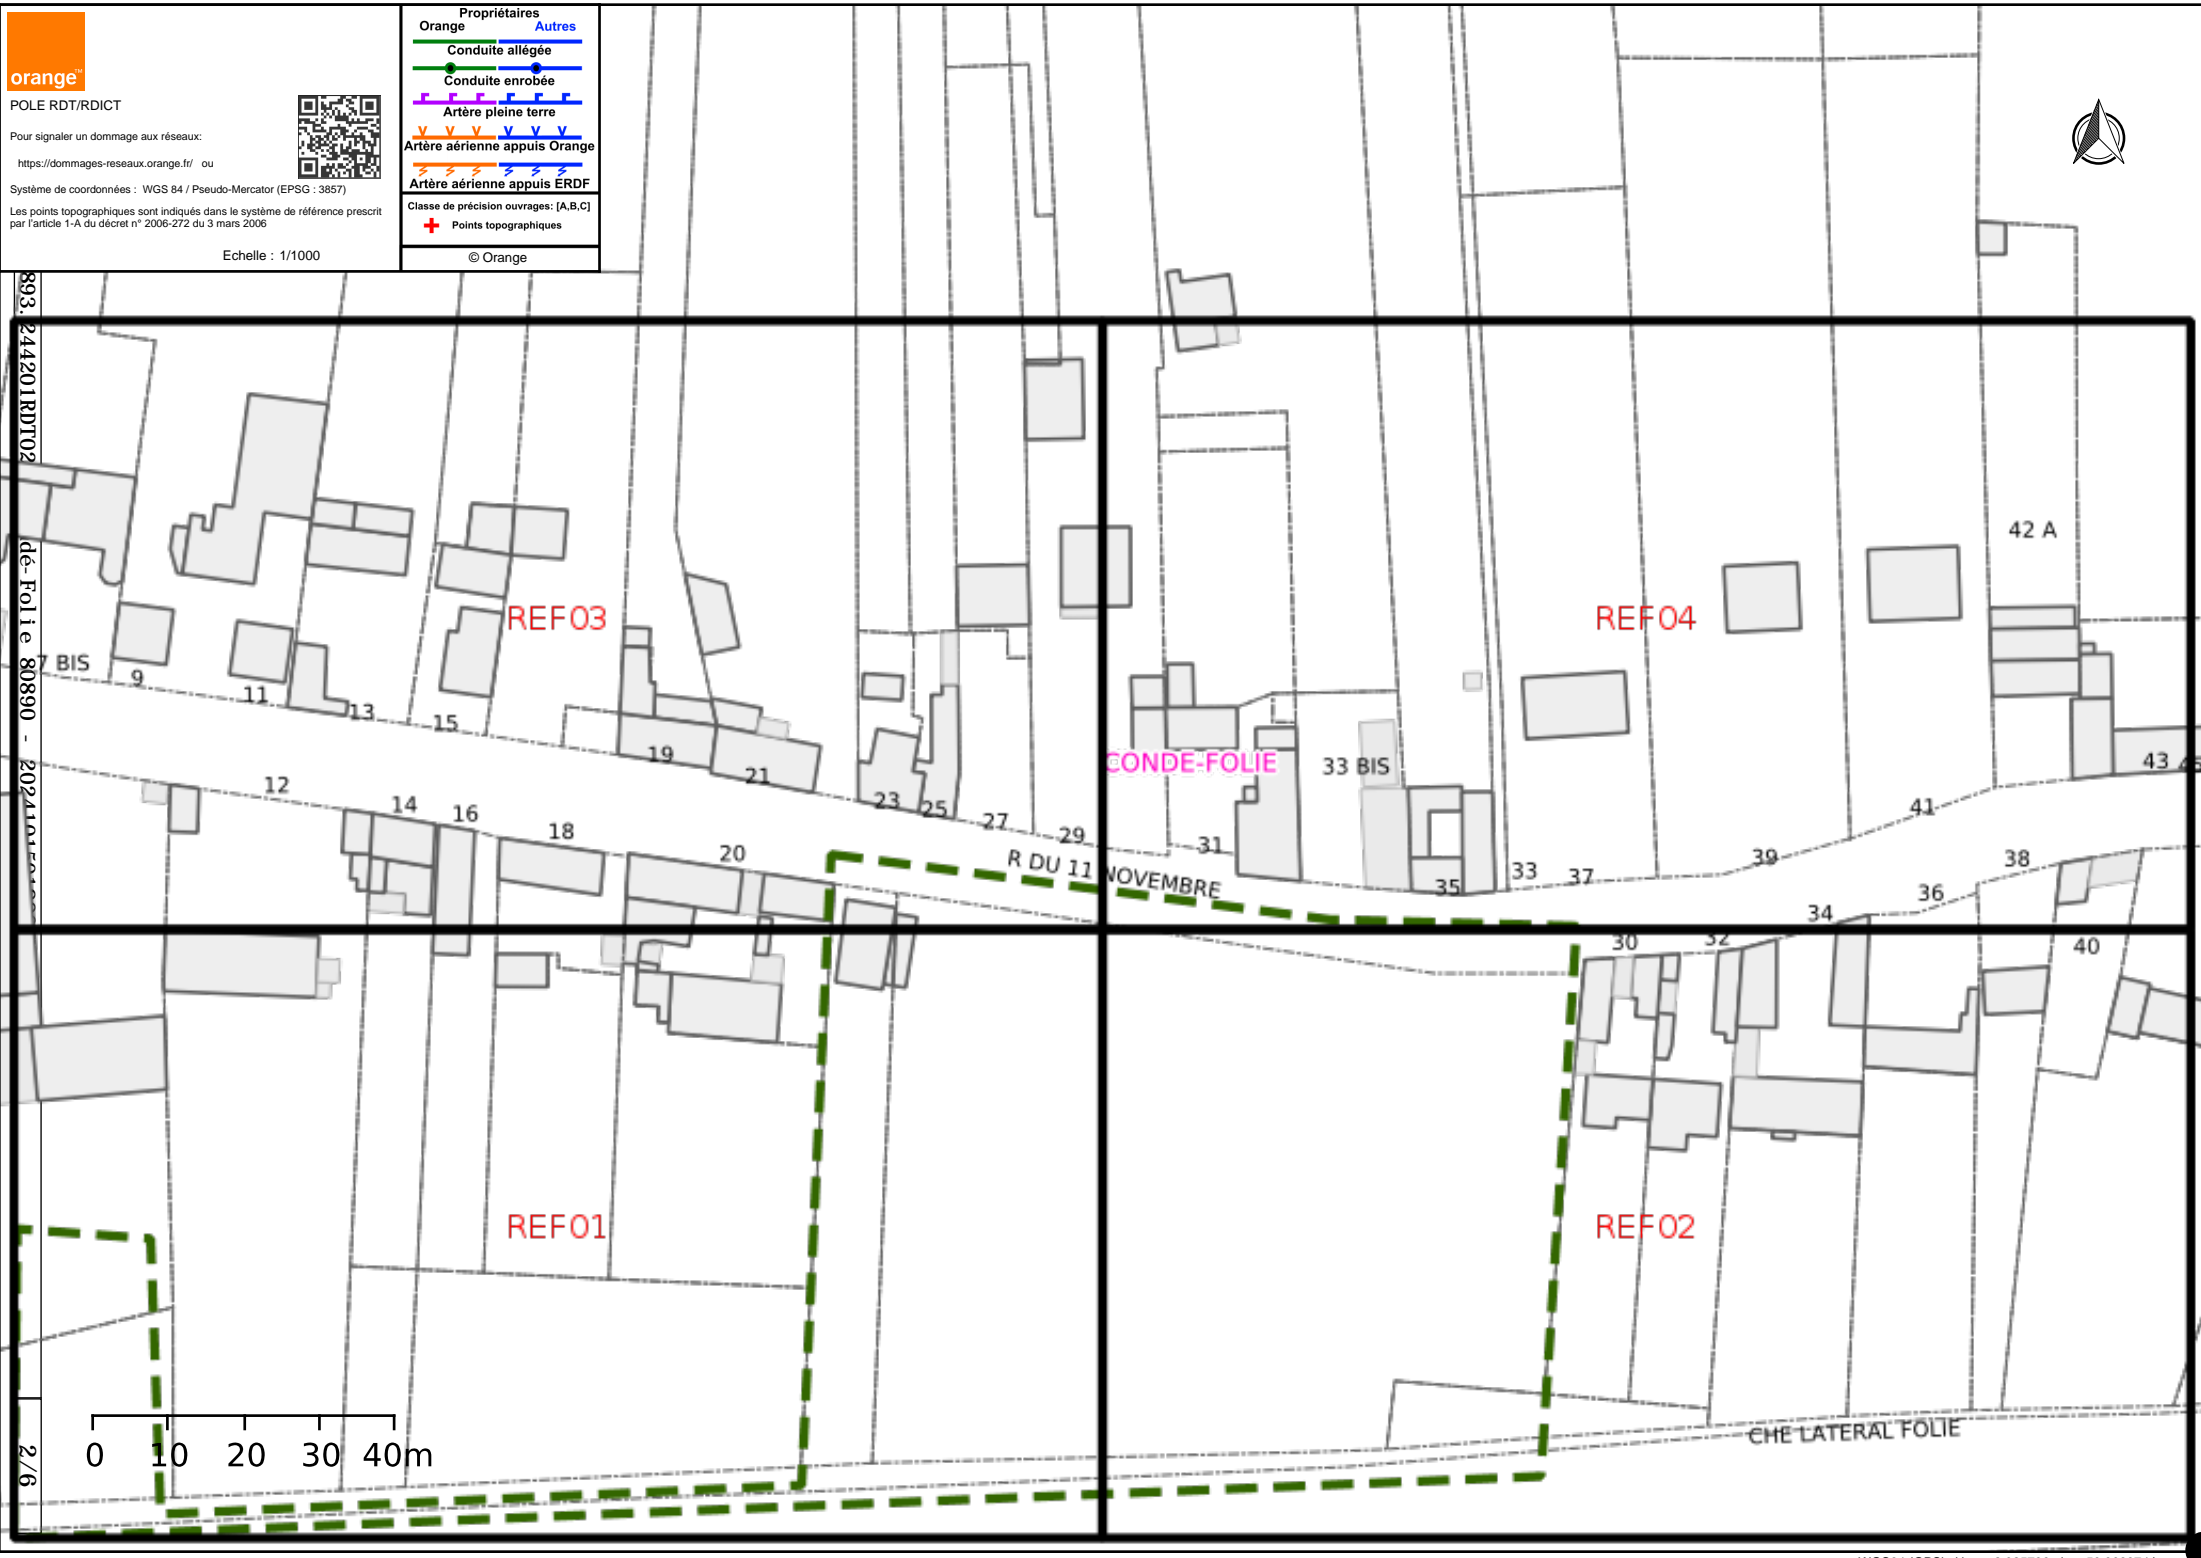 orange™
POLE RDT/RDICT
Pour signaler un dommage aux réseaux:
https://dommages-reseaux.orange.fr/ ou
Système de coordonnées : WGS 84 / Pseudo-Mercator (EPSG : 3857)
Les points topographiques sont indiqués dans le système de référence prescrit
par l'article 1-A du décret n° 2006-272 du 3 mars 2006
Echelle : 1/1000
Propriétaires
Orange Autres
Conduite allégée
Conduite enrobée
Artère pleine terre
Artère aérienne appuis Orange
Artère aérienne appuis ERDF
Classe de précision ouvrages: [A,B,C]
Points topographiques
© Orange
893.
244201RDT02
dé-Folie 80890 -
2/6
42 A
REF03
REF04
7 BIS
9
11
13
15
19
21
23
25
27
29
31
CONDE-FOLIE
33 BIS
35
33
37
39
41
43
12
14
16
18
20
R DU 11 NOVEMBRE
30
32
34
36
38
40
REF01
REF02
CHE LATERAL FOLIE
0 10 20 30 40m